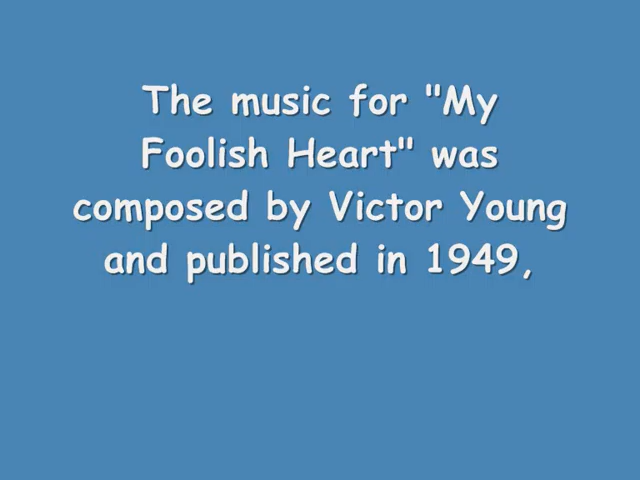 The music for "My
Foolish Heart" was
composed by Victor Young
and published in 1949,